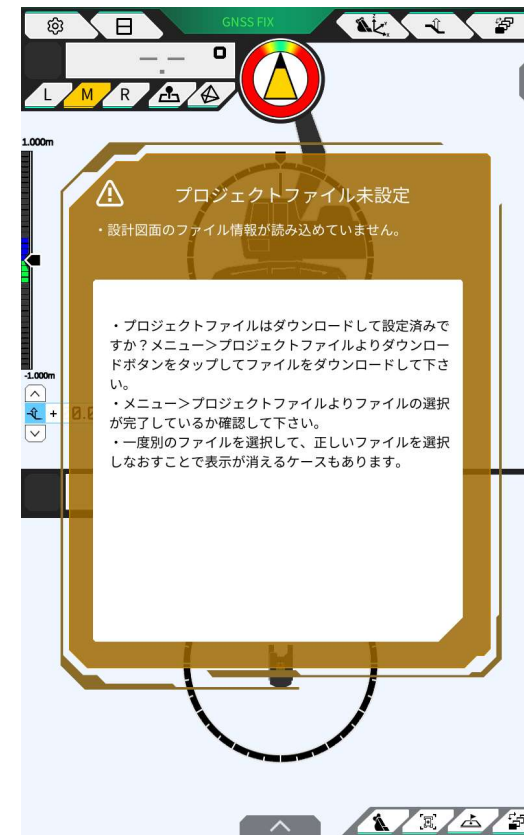 GNSS FIX
--.-
L M R
1.000m
プロジェクトファイル未設定
・設計図面のファイル情報が読み込めていません。
・プロジェクトファイルはダウンロードして設定済みで
すか？メニュー＞プロジェクトファイルよりダウンロー
ドボタンをタップしてファイルをダウンロードして下さ
い。
・メニュー＞プロジェクトファイルよりファイルの選択
が完了しているか確認して下さい。
・一度別のファイルを選択して、正しいファイルを選択
しなおすことで表示が消えるケースもあります。
-1.000m
+